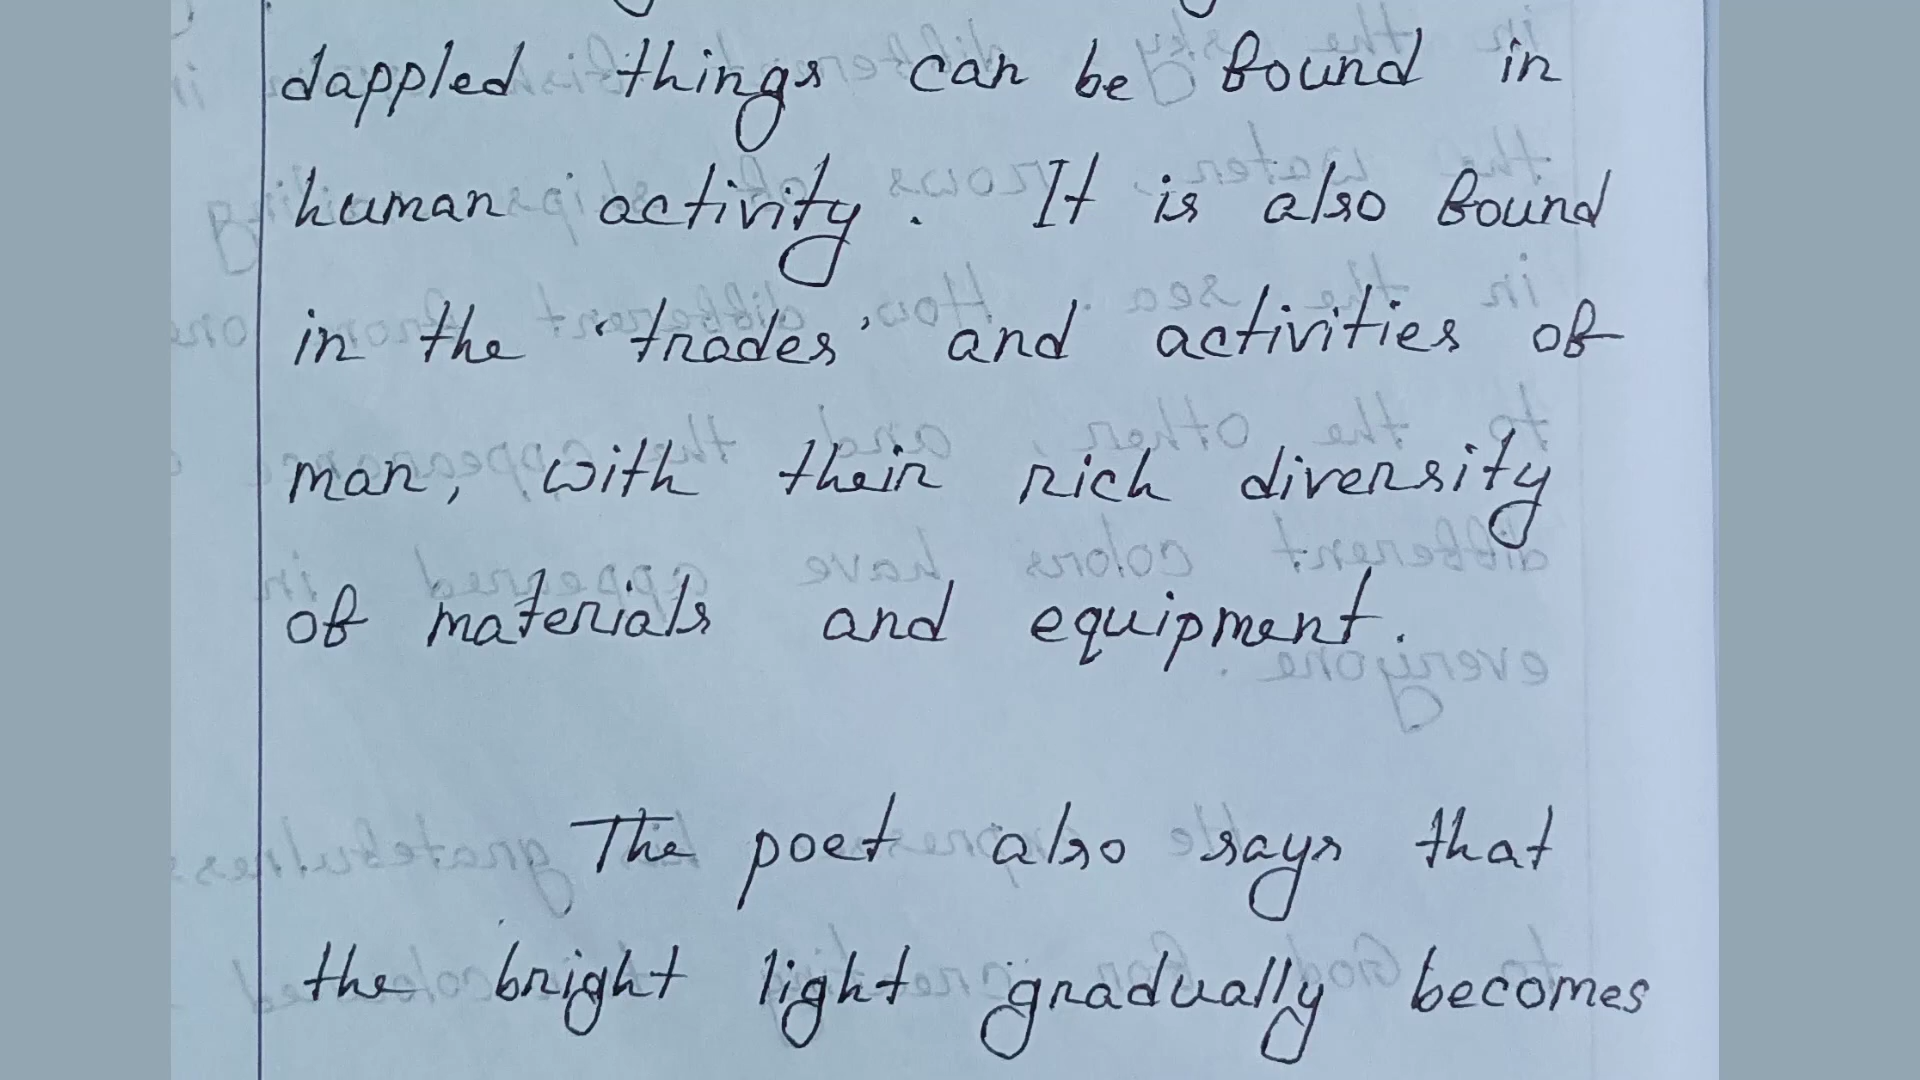 dappled things can be found in
human activity. It is also found
in the 'trades' and activities of
man, with their rich diversity
of materials and equipment.
The poet also says that
the bright light gradually becomes